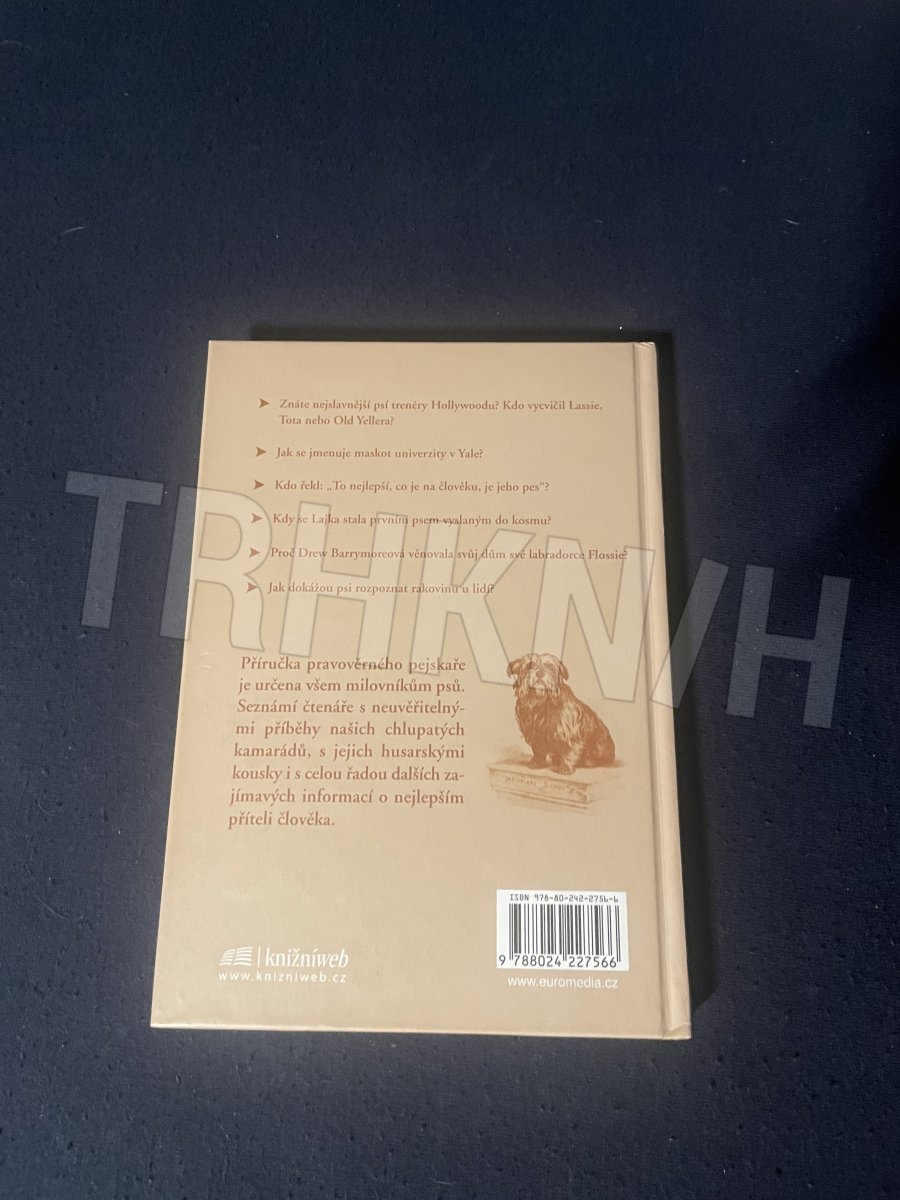 ➤ Znáte nejslavnější psí trenéry Hollywoodu? Kdo vycvičil Lassie,
Tota nebo Old Yellera?
➤ Jak se jmenuje maskot univerzity v Yale?
➤ Kdo řekl: „To nejlepší, co je na člověku, je jeho pes“?
➤ Kdy se Lajka stala prvním psem vyslaným do kosmu?
➤ Proč Drew Barrymoreová věnovala svůj dům své labradorce Flossie?
➤ Jak dokážou psi rozpoznat rakovinu u lidí?
TRHKNIH
Příručka pravověrného pejskaře
je určena všem milovníkům psů.
Seznámí čtenáře s neuvěřitelný-
mi příběhy našich chlupatých
kamarádů, s jejich husarskými
kousky i s celou řadou dalších za-
jímavých informací o nejlepším
příteli člověka.
ISBN 978-80-242-2756-6
9 788024 227566
www.euromedia.cz
knižníweb
www.knizniweb.cz